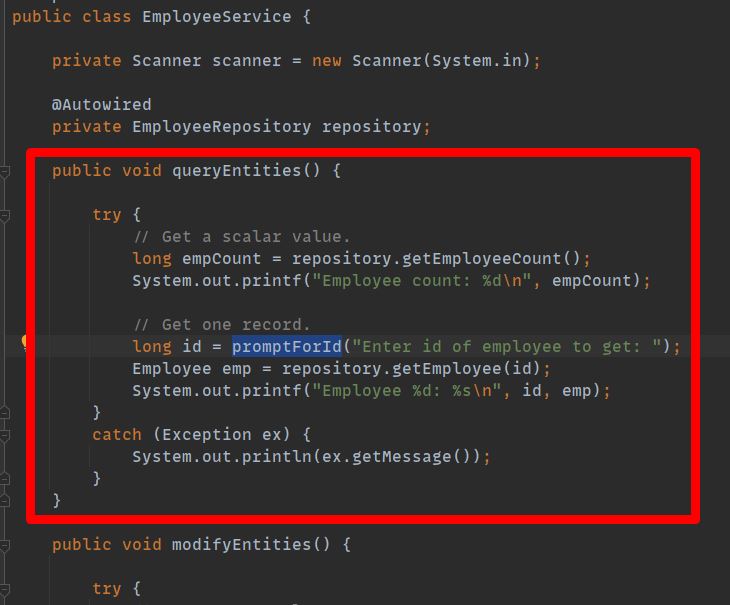 public class EmployeeService {
private Scanner scanner = new Scanner(System.in);
@Autowired
private EmployeeRepository repository;
public void queryEntities() {
try {
// Get a scalar value.
long empCount = repository.getEmployeeCount();
System.out.printf("Employee count: %d\n", empCount);
// Get one record.
long id = promptForId("Enter id of employee to get: ");
Employee emp = repository.getEmployee(id);
System.out.printf("Employee %d: %s\n", id, emp);
}
catch (Exception ex) {
System.out.println(ex.getMessage());
}
}
public void modifyEntities() {
try {